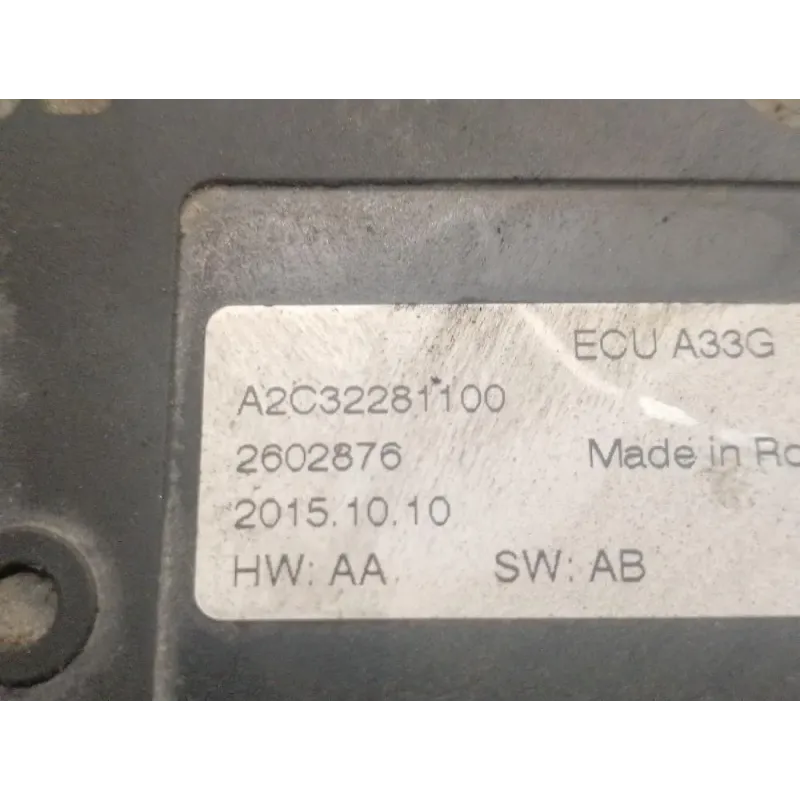 ECU A33G
A2C32281100
2602876 Made in Ro
2015.10.10
HW: AA SW: AB